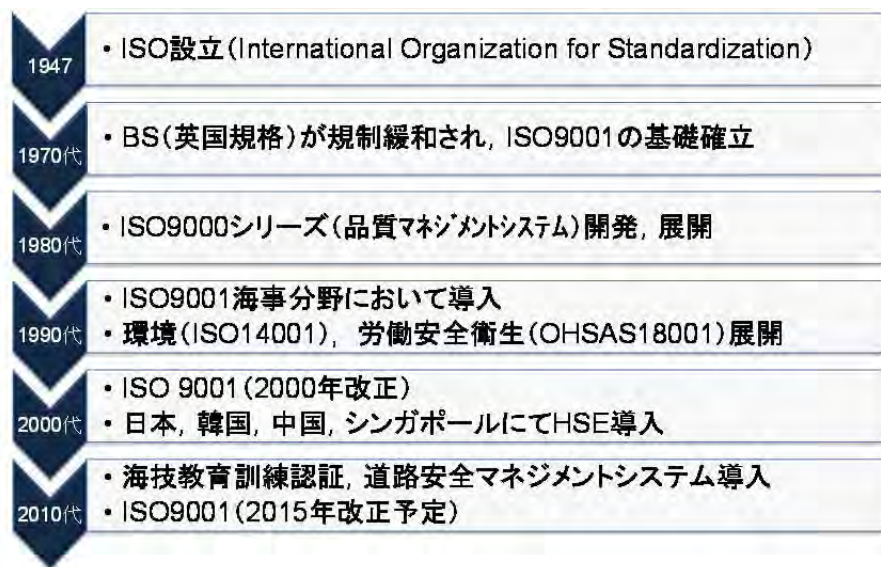 1947
・ISO設立(International Organization for Standardization)
1970代
・BS(英国規格)が規制緩和され, ISO9001の基礎確立
1980代
・ISO9000シリーズ(品質マネジメントシステム)開発, 展開
1990代
・ISO9001海事分野において導入
・環境(ISO14001), 労働安全衛生(OHSAS18001)展開
2000代
・ISO 9001(2000年改正)
・日本, 韓国, 中国, シンガポールにてHSE導入
2010代
・海技教育訓練認証, 道路安全マネジメントシステム導入
・ISO9001(2015年改正予定)